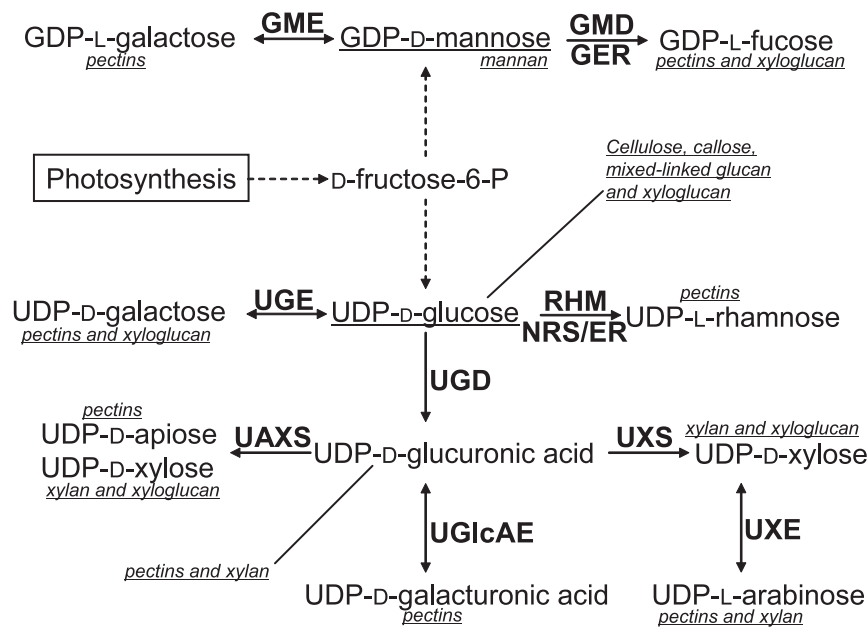 GME
GMD
GDP-L-galactose
GDP-D-mannose
GDP-L-fucose
pectins
mannan
GER
pectins and xyloglucan
Cellulose, callose,
mixed-linked glucan
and xyloglucan
Photosynthesis
D-fructose-6-P
UGE
RHM
pectins
UDP-D-galactose
UDP-D-glucose
UDP-L-rhamnose
pectins and xyloglucan
NRS/ER
UGD
pectins
UDP-D-apiose
UAXS
UXS
xylan and xyloglucan
UDP-D-xylose
UDP-D-glucuronic acid
UDP-D-xylose
xylan and xyloglucan
UGlcAE
UXE
pectins and xylan
UDP-D-galacturonic acid
UDP-L-arabinose
pectins
pectins and xylan